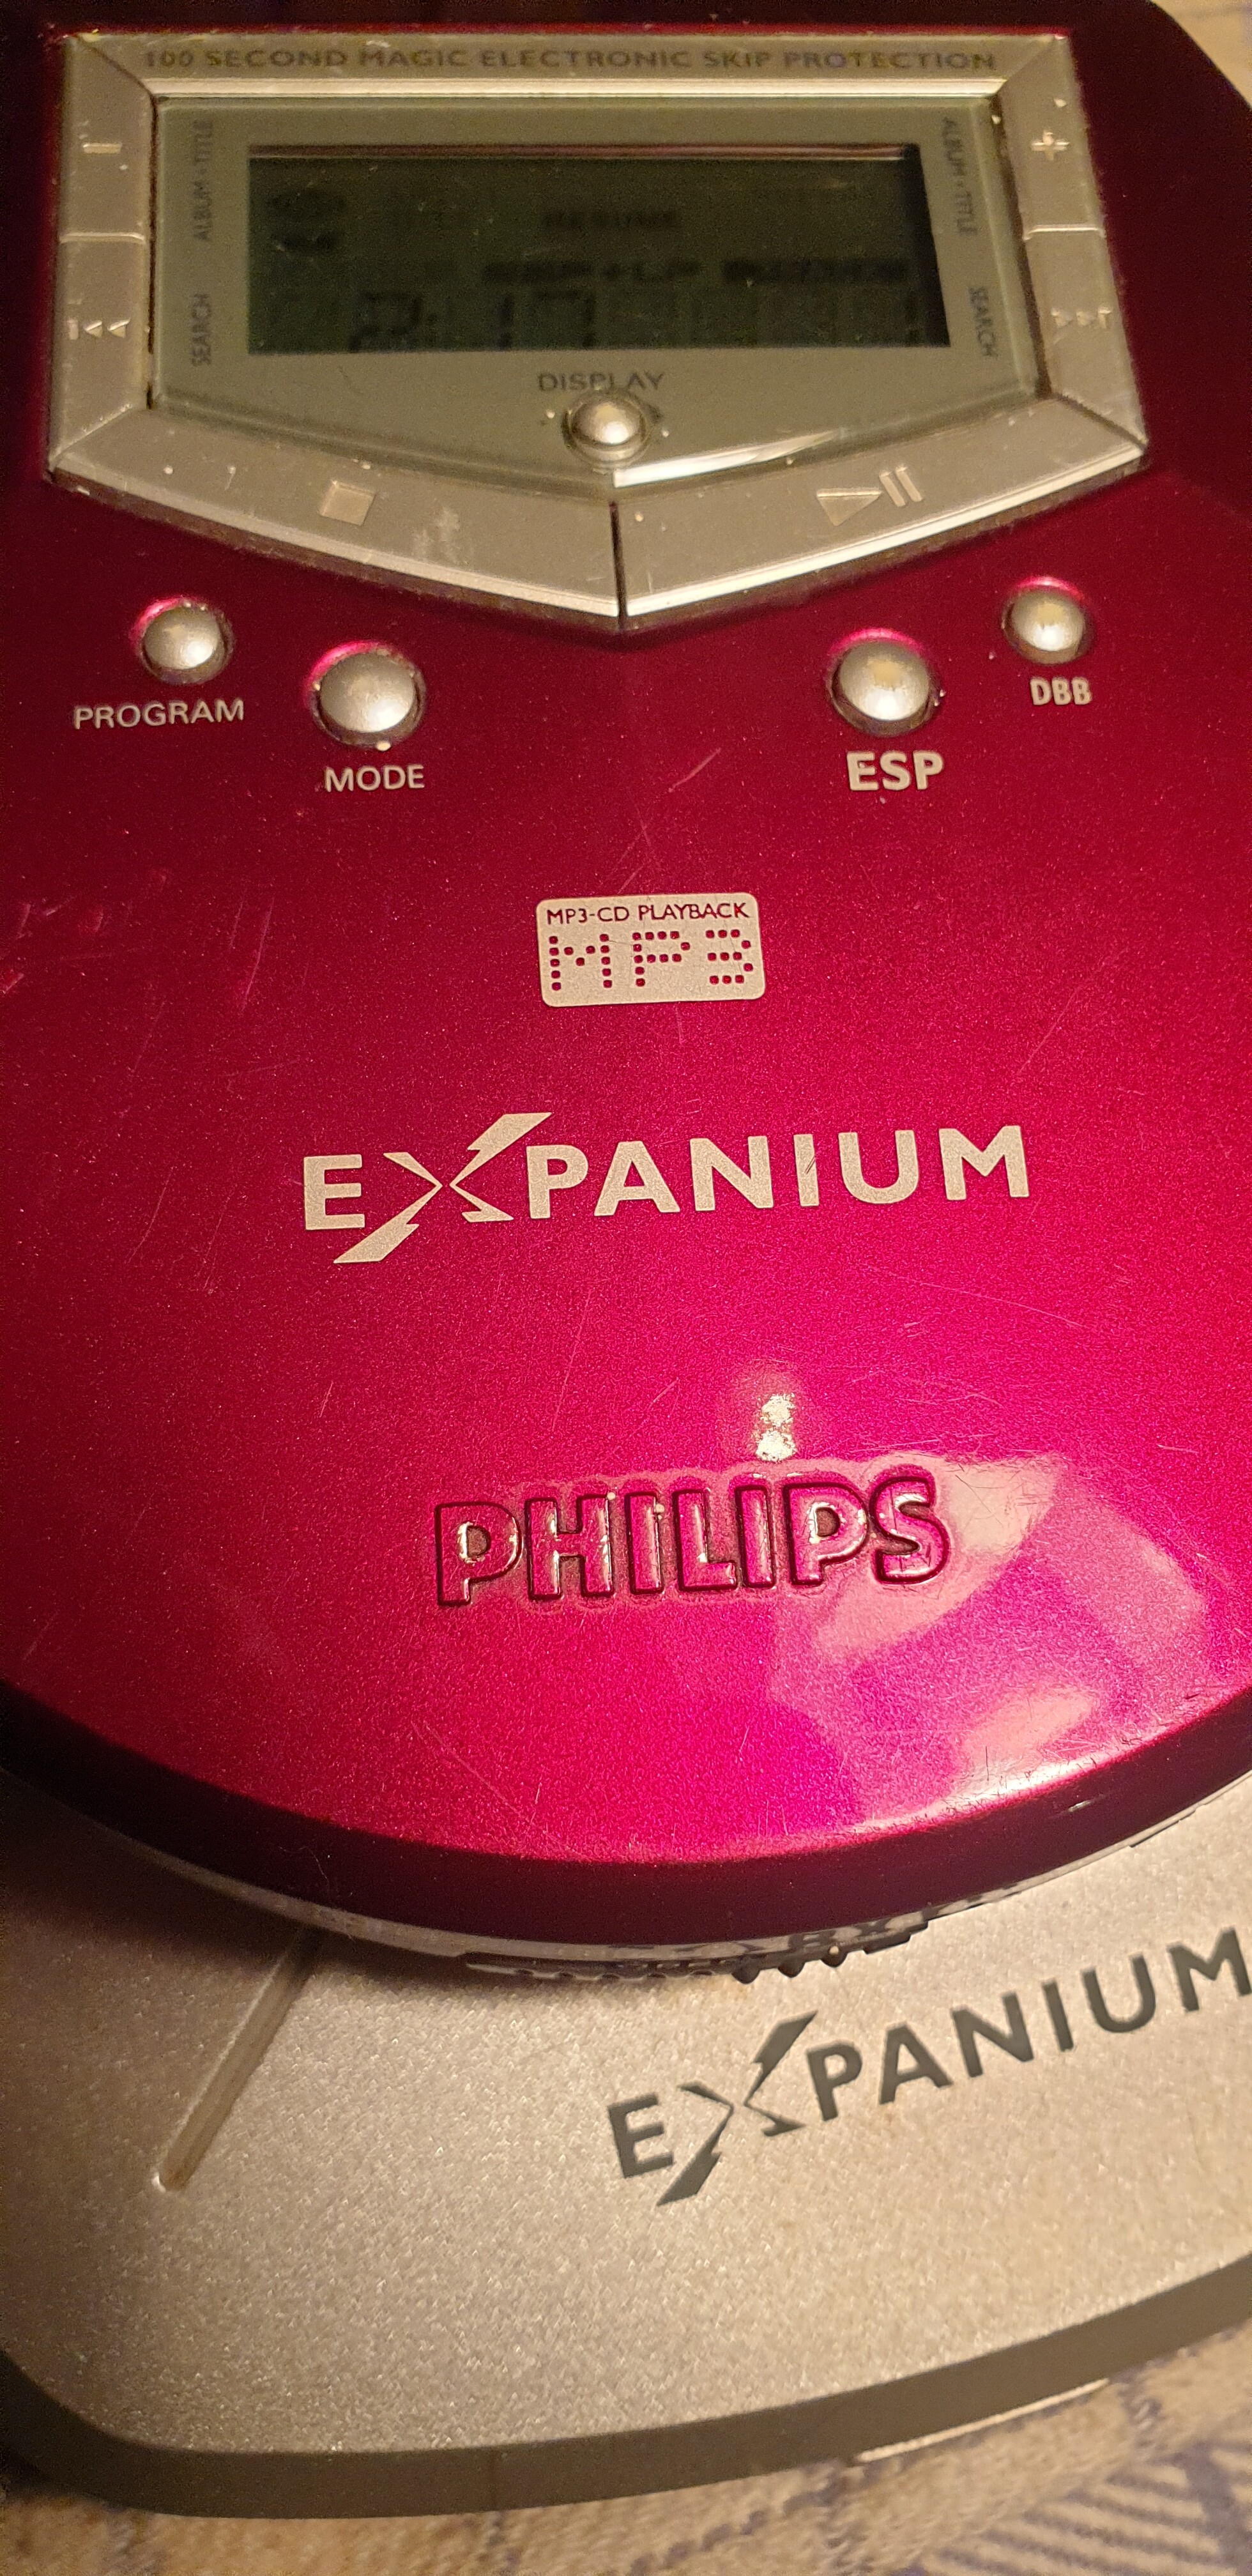 100 SECOND MAGIC ELECTRONIC SKIP PROTECTION
ALBUM • TITLE
ALBUM • TITLE
RESUME
SEARCH
SEARCH
DISPLAY
PROGRAM
MODE
ESP
DBB
MP3-CD PLAYBACK
MP3
EXPANIUM
PHILIPS
EXPANIUM